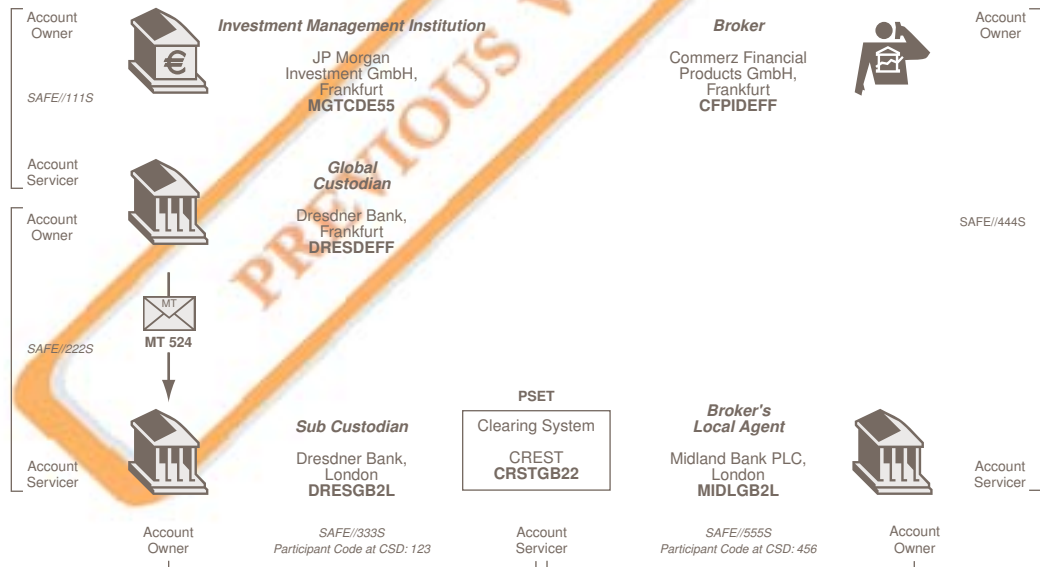 Account
Owner
Investment Management Institution
Broker
Account
Owner
JP Morgan
Investment GmbH,
Frankfurt
MGTCDE55
Commerz Financial
Products GmbH,
Frankfurt
CFPIDEFF
€
SAFE//111S
Account
Servicer
Global
Custodian
Account
Owner
Dresdner Bank,
Frankfurt
DRESDEFF
SAFE//444S
MT
MT 524
SAFE//222S
PSET
Sub Custodian
Clearing System
Broker's
Local Agent
Dresdner Bank,
London
DRESGB2L
CREST
CRSTGB22
Midland Bank PLC,
London
MIDLGB2L
Account
Servicer
Account
Servicer
Account
Owner
SAFE//333S
Participant Code at CSD: 123
Account
Servicer
SAFE//555S
Participant Code at CSD: 456
Account
Owner
PREVIOUS V